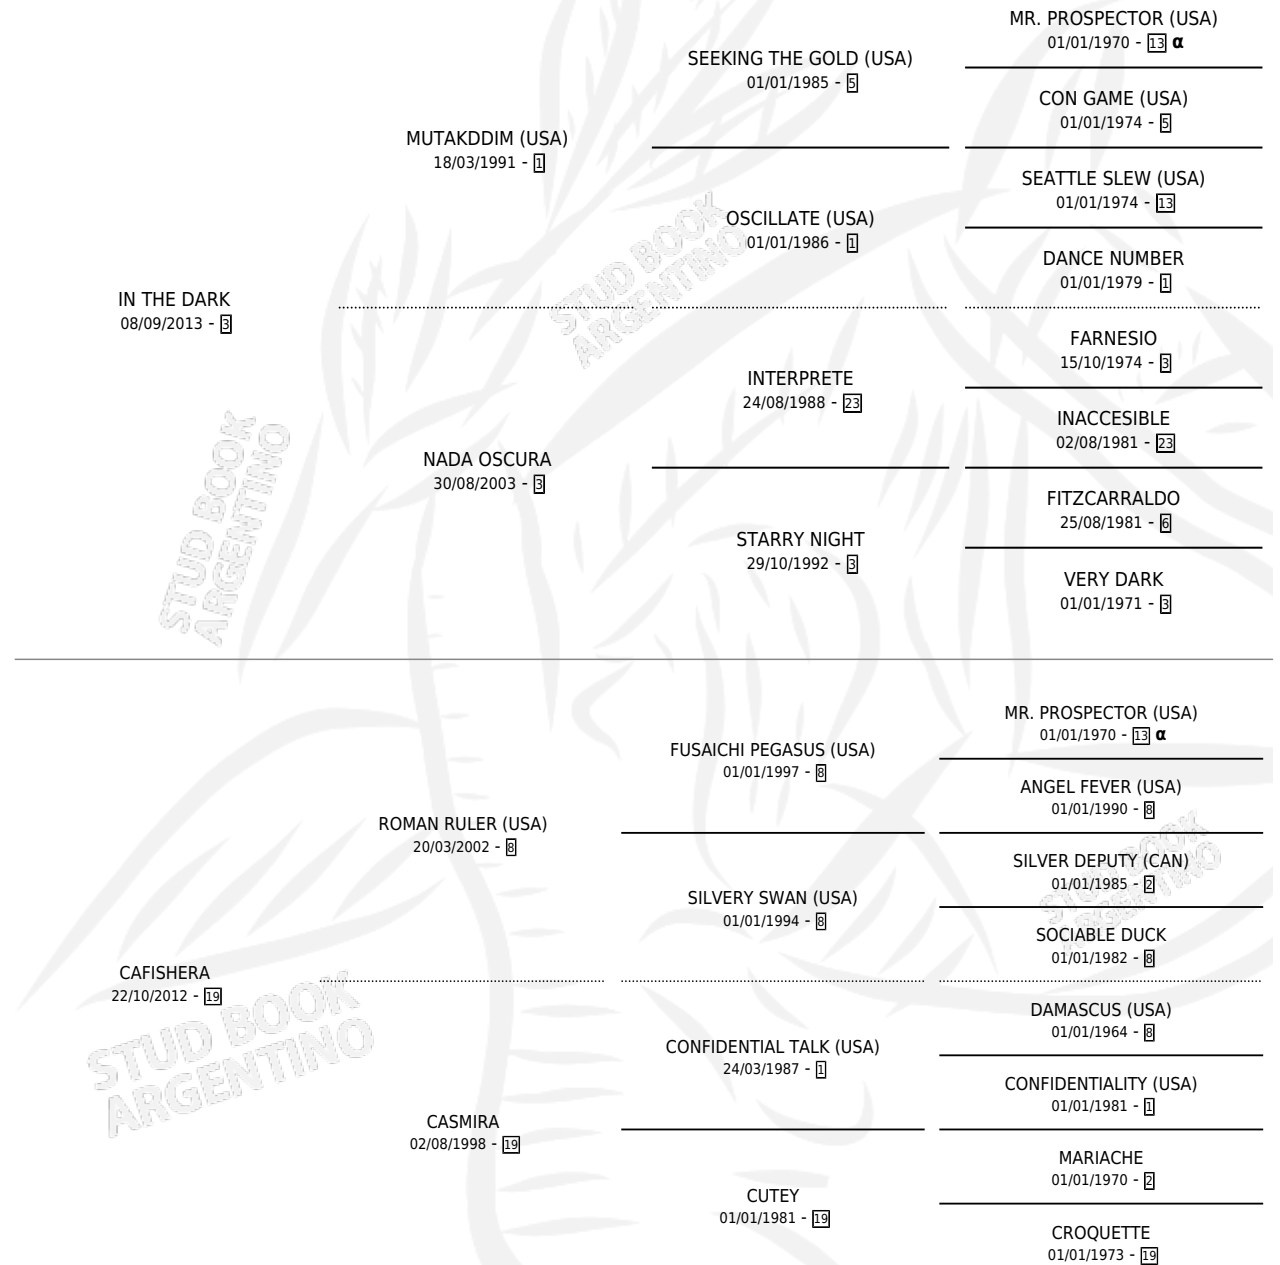 MR. PROSPECTOR (USA)
01/01/1970 - 13 α
SEEKING THE GOLD (USA)
01/01/1985 - 5
CON GAME (USA)
01/01/1974 - 5
MUTAKDDIM (USA)
18/03/1991 - 1
SEATTLE SLEW (USA)
01/01/1974 - 13
OSCILLATE (USA)
01/01/1986 - 1
DANCE NUMBER
01/01/1979 - 1
IN THE DARK
08/09/2013 - 3
FARNESIO
15/10/1974 - 3
INTERPRETE
24/08/1988 - 23
INACCESIBLE
02/08/1981 - 23
NADA OSCURA
30/08/2003 - 3
FITZCARRALDO
25/08/1981 - 6
STARRY NIGHT
29/10/1992 - 3
VERY DARK
01/01/1971 - 3
STUD BOOK
ARGENTINO
STUD BOOK
ARGENTINO
MR. PROSPECTOR (USA)
01/01/1970 - 13 α
FUSAICHI PEGASUS (USA)
01/01/1997 - 8
ANGEL FEVER (USA)
01/01/1990 - 8
ROMAN RULER (USA)
20/03/2002 - 8
SILVER DEPUTY (CAN)
01/01/1985 - 2
SILVERY SWAN (USA)
01/01/1994 - 8
SOCIABLE DUCK
01/01/1982 - 8
CAFISHERA
22/10/2012 - 19
DAMASCUS (USA)
01/01/1964 - 8
CONFIDENTIAL TALK (USA)
24/03/1987 - 1
CONFIDENTIALITY (USA)
01/01/1981 - 1
CASMIRA
02/08/1998 - 19
MARIACHE
01/01/1970 - 2
CUTEY
01/01/1981 - 19
CROQUETTE
01/01/1973 - 19
STUD BOOK
ARGENTINO
STUD BOOK
ARGENTINO